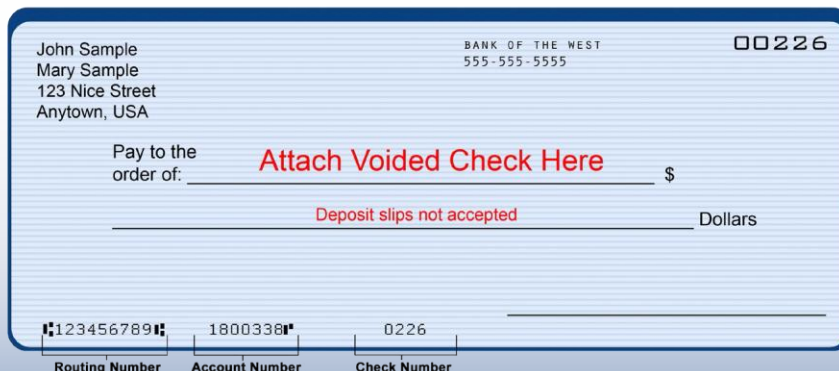 John Sample
Mary Sample
123 Nice Street
Anytown, USA
BANK OF THE WEST
555-555-5555
00226
Pay to the
order of:
Attach Voided Check Here
$
Deposit slips not accepted
Dollars
⑆123456789⑆ 1800338⑈ 0226
Routing Number Account Number Check Number